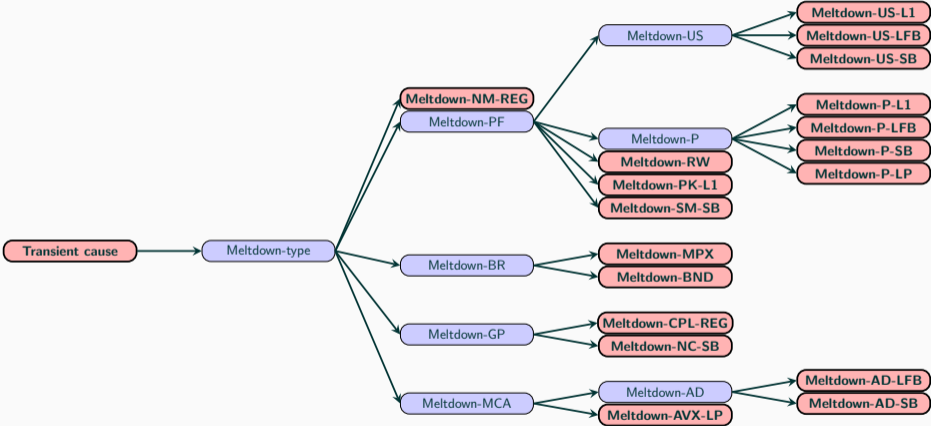 Transient cause
Meltdown-type
Meltdown-NM-REG
Meltdown-PF
Meltdown-US
Meltdown-US-L1
Meltdown-US-LFB
Meltdown-US-SB
Meltdown-P
Meltdown-P-L1
Meltdown-P-LFB
Meltdown-P-SB
Meltdown-P-LP
Meltdown-RW
Meltdown-PK-L1
Meltdown-SM-SB
Meltdown-BR
Meltdown-MPX
Meltdown-BND
Meltdown-GP
Meltdown-CPL-REG
Meltdown-NC-SB
Meltdown-MCA
Meltdown-AD
Meltdown-AD-LFB
Meltdown-AD-SB
Meltdown-AVX-LP